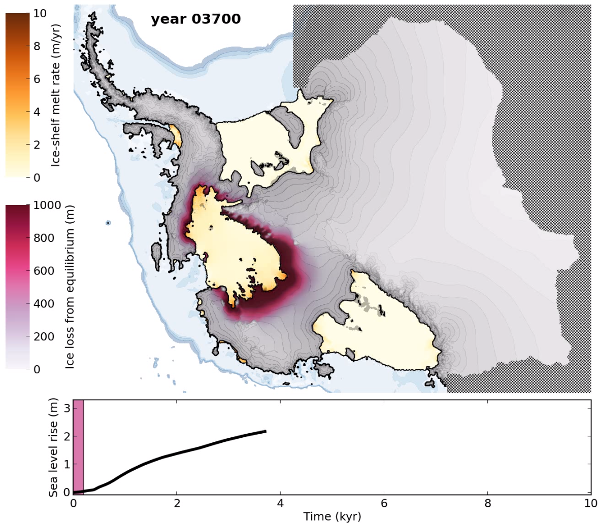 year 03700
10
8
6
4
2
0
Ice-shelf melt rate (m/yr)
1000
800
600
400
200
0
Ice loss from equilibrium (m)
3
2
1
0
Sea level rise (m)
0 2 4 6 8 10
Time (kyr)